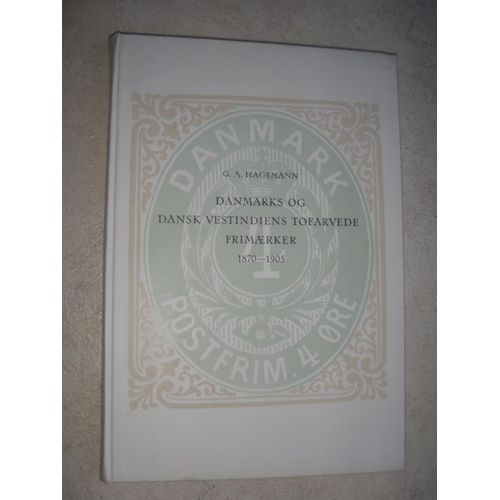 DANMARK
G. A. HAGEMANN
DANMARKS OG
DANSK VESTINDIENS TOFARVEDE
FRIMÆRKER
1870—1905
4
POSTFRIM. 4 ØRE